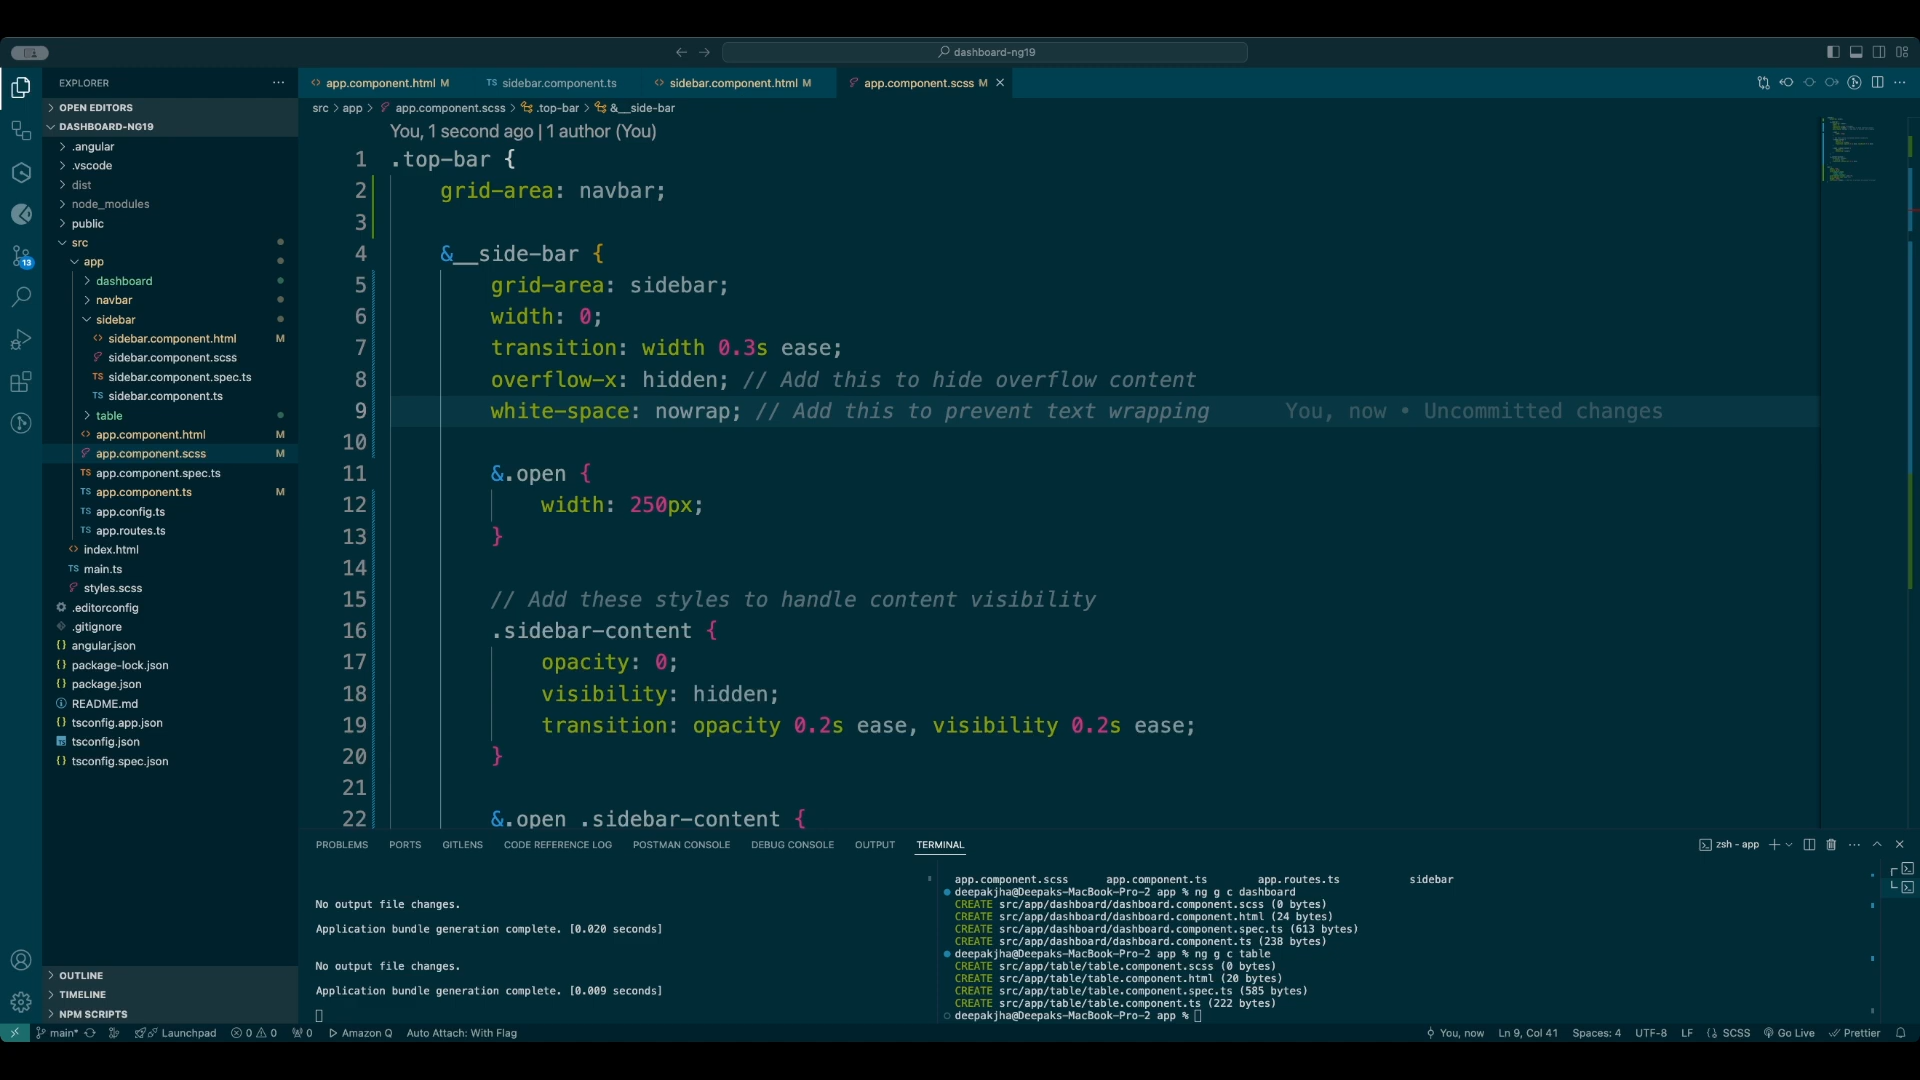 dashboard-ng19
EXPLORER
OPEN EDITORS
DASHBOARD-NG19
.angular
.vscode
dist
node_modules
public
src
app
dashboard
navbar
sidebar
sidebar.component.html M
sidebar.component.scss
TS sidebar.component.spec.ts
TS sidebar.component.ts
table
app.component.html M
app.component.scss M
TS app.component.spec.ts
TS app.component.ts M
TS app.config.ts
TS app.routes.ts
index.html
TS main.ts
styles.scss
.editorconfig
.gitignore
{} angular.json
{} package-lock.json
{} package.json
README.md
{} tsconfig.app.json
tsconfig.json
{} tsconfig.spec.json
OUTLINE
TIMELINE
NPM SCRIPTS
13
app.component.html M TS sidebar.component.ts sidebar.component.html M app.component.scss M
src > app > app.component.scss > .top-bar > &__side-bar
You, 1 second ago | 1 author (You)
1 .top-bar {
2 grid-area: navbar;
3
4 &__side-bar {
5 grid-area: sidebar;
6 width: 0;
7 transition: width 0.3s ease;
8 overflow-x: hidden; // Add this to hide overflow content
9 white-space: nowrap; // Add this to prevent text wrapping You, now • Uncommitted changes
10
11 &.open {
12 width: 250px;
13 }
14
15 // Add these styles to handle content visibility
16 .sidebar-content {
17 opacity: 0;
18 visibility: hidden;
19 transition: opacity 0.2s ease, visibility 0.2s ease;
20 }
21
22 &.open .sidebar-content {
PROBLEMS PORTS GITLENS CODE REFERENCE LOG POSTMAN CONSOLE DEBUG CONSOLE OUTPUT TERMINAL zsh - app
No output file changes.
Application bundle generation complete. [0.020 seconds]
No output file changes.
Application bundle generation complete. [0.009 seconds]
app.component.scss app.component.ts app.routes.ts sidebar
deepakjha@Deepaks-MacBook-Pro-2 app % ng g c dashboard
CREATE src/app/dashboard/dashboard.component.scss (0 bytes)
CREATE src/app/dashboard/dashboard.component.html (24 bytes)
CREATE src/app/dashboard/dashboard.component.spec.ts (613 bytes)
CREATE src/app/dashboard/dashboard.component.ts (238 bytes)
deepakjha@Deepaks-MacBook-Pro-2 app % ng g c table
CREATE src/app/table/table.component.scss (0 bytes)
CREATE src/app/table/table.component.html (20 bytes)
CREATE src/app/table/table.component.spec.ts (585 bytes)
CREATE src/app/table/table.component.ts (222 bytes)
deepakjha@Deepaks-MacBook-Pro-2 app %
main* Launchpad 0 0 0 Amazon Q Auto Attach: With Flag You, now Ln 9, Col 41 Spaces: 4 UTF-8 LF SCSS Go Live Prettier